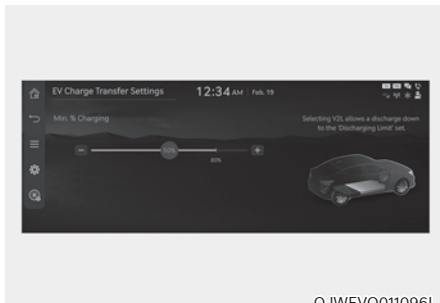 EV Charge Transfer Settings
12:34 AM Feb. 19
Min. % Charging
Selecting V2L allows a discharge down
to the 'Discharging Limit' set.
50%
80%